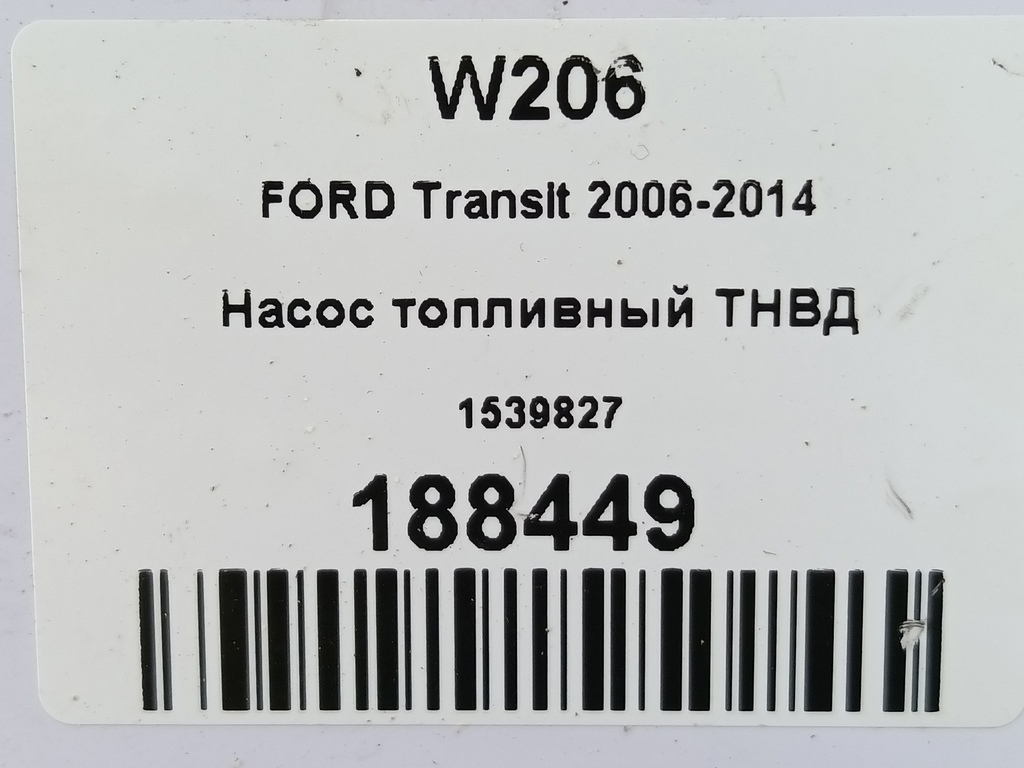 W206
FORD Transit 2006-2014
Насос топливный ТНВД
1539827
188449